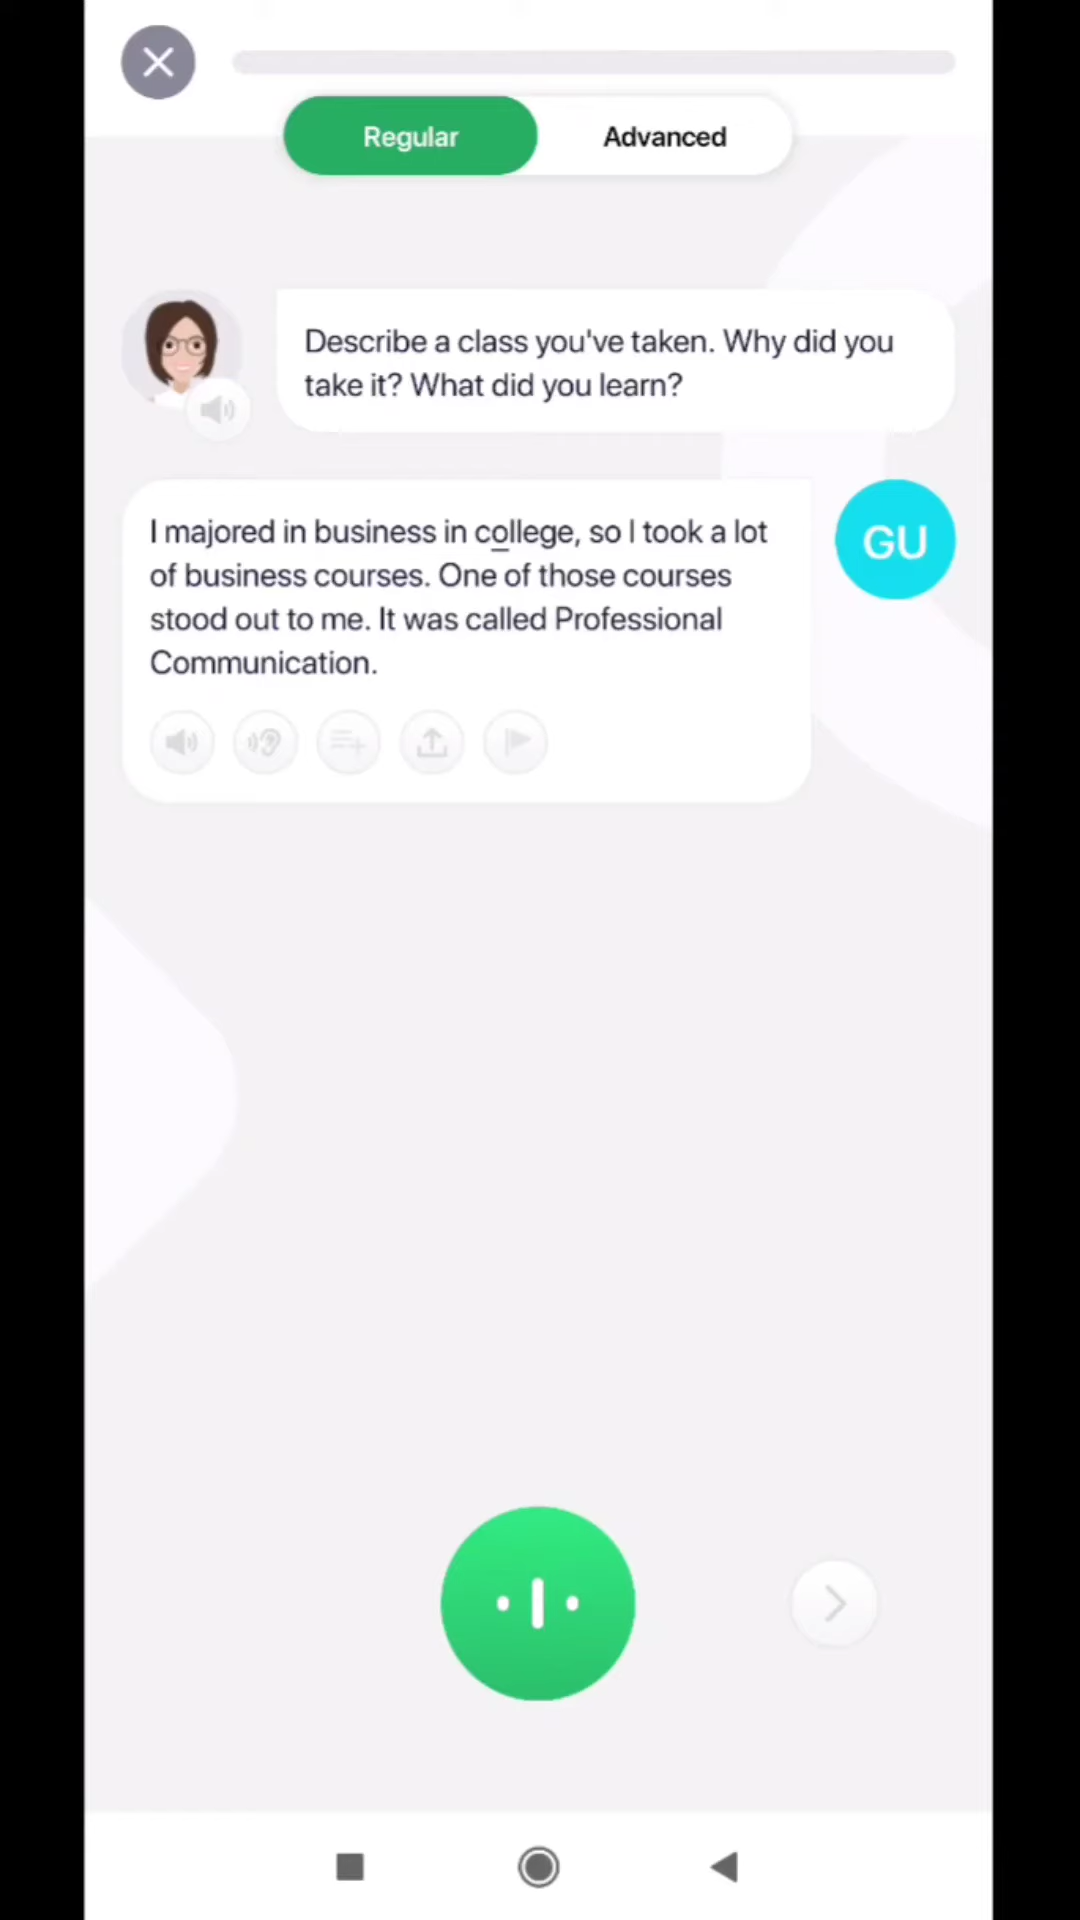 Regular
Advanced
Describe a class you've taken. Why did you
take it? What did you learn?
I majored in business in college, so I took a lot
of business courses. One of those courses
stood out to me. It was called Professional
Communication.
GU